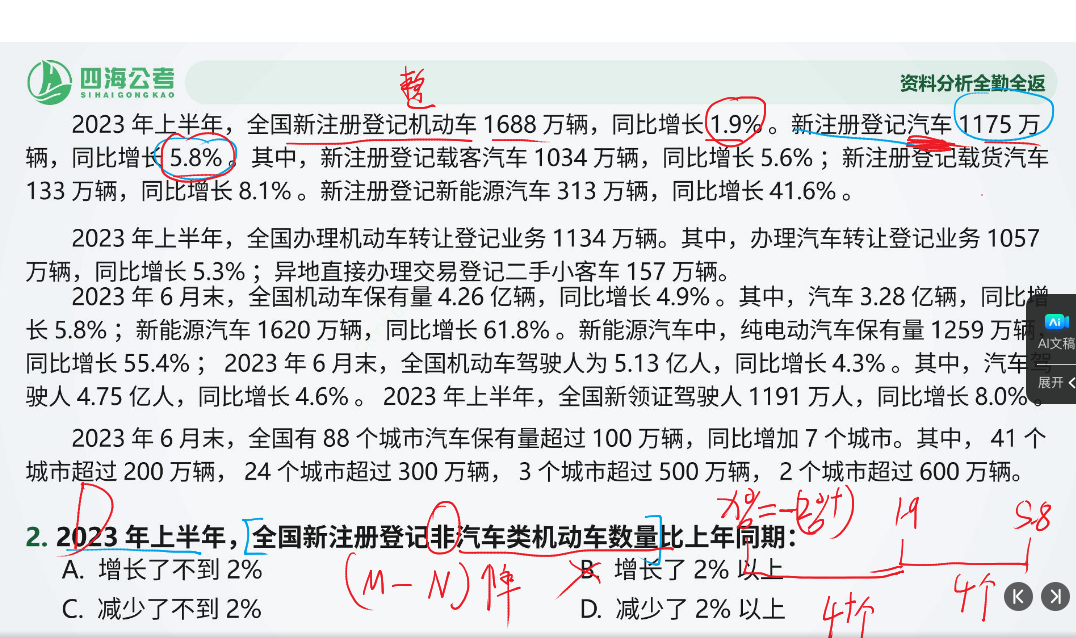 四海公考
SIHAIGONGKAO
资料分析全勤全返
整
2023 年上半年，全国新注册登记机动车 1688 万辆，同比增长 1.9% 。新注册登记汽车 1175 万
辆，同比增长 5.8% 。其中，新注册登记载客汽车 1034 万辆，同比增长 5.6% ；新注册登记载货汽车
133 万辆，同比增长 8.1% 。新注册登记新能源汽车 313 万辆，同比增长 41.6% 。
2023 年上半年，全国办理机动车转让登记业务 1134 万辆。其中，办理汽车转让登记业务 1057
万辆，同比增长 5.3% ；异地直接办理交易登记二手小客车 157 万辆。
2023 年 6 月末，全国机动车保有量 4.26 亿辆，同比增长 4.9% 。其中，汽车 3.28 亿辆，同比增
长 5.8% ；新能源汽车 1620 万辆，同比增长 61.8% 。新能源汽车中，纯电动汽车保有量 1259 万辆，
同比增长 55.4% ； 2023 年 6 月末，全国机动车驾驶人为 5.13 亿人，同比增长 4.3% 。其中，汽车驾
驶人 4.75 亿人，同比增长 4.6% 。 2023 年上半年，全国新领证驾驶人 1191 万人，同比增长 8.0% 。
Ai
AI文稿
展开
2023 年 6 月末，全国有 88 个城市汽车保有量超过 100 万辆，同比增加 7 个城市。其中， 41 个
城市超过 200 万辆， 24 个城市超过 300 万辆， 3 个城市超过 500 万辆， 2 个城市超过 600 万辆。
D
1.9
5.8
2. 2023 年上半年，全国新注册登记非汽车类机动车数量比上年同期：
A. 增长了不到 2%
B. 增长了 2% 以上
(M-N)
4个
C. 减少了不到 2%
D. 减少了 2% 以上
4+个